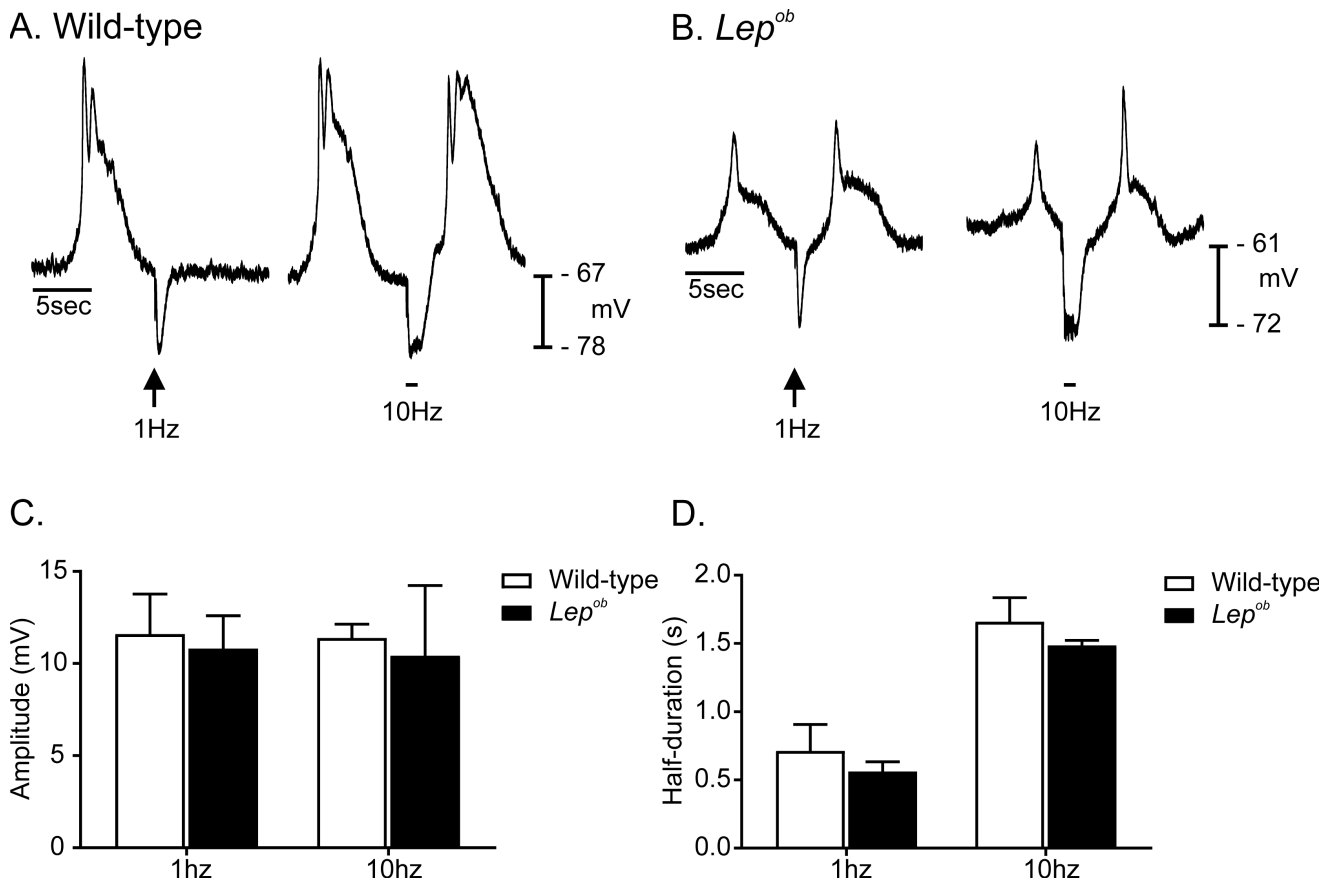 A. Wild-type
B. Lep^ob
5sec
- 67
mV
- 78
1Hz
10Hz
5sec
- 61
mV
- 72
1Hz
10Hz
C.
15
10
5
0
Amplitude (mV)
1hz
10hz
Wild-type
Lep^ob
D.
2.0
1.5
1.0
0.5
0.0
Half-duration (s)
1hz
10hz
Wild-type
Lep^ob